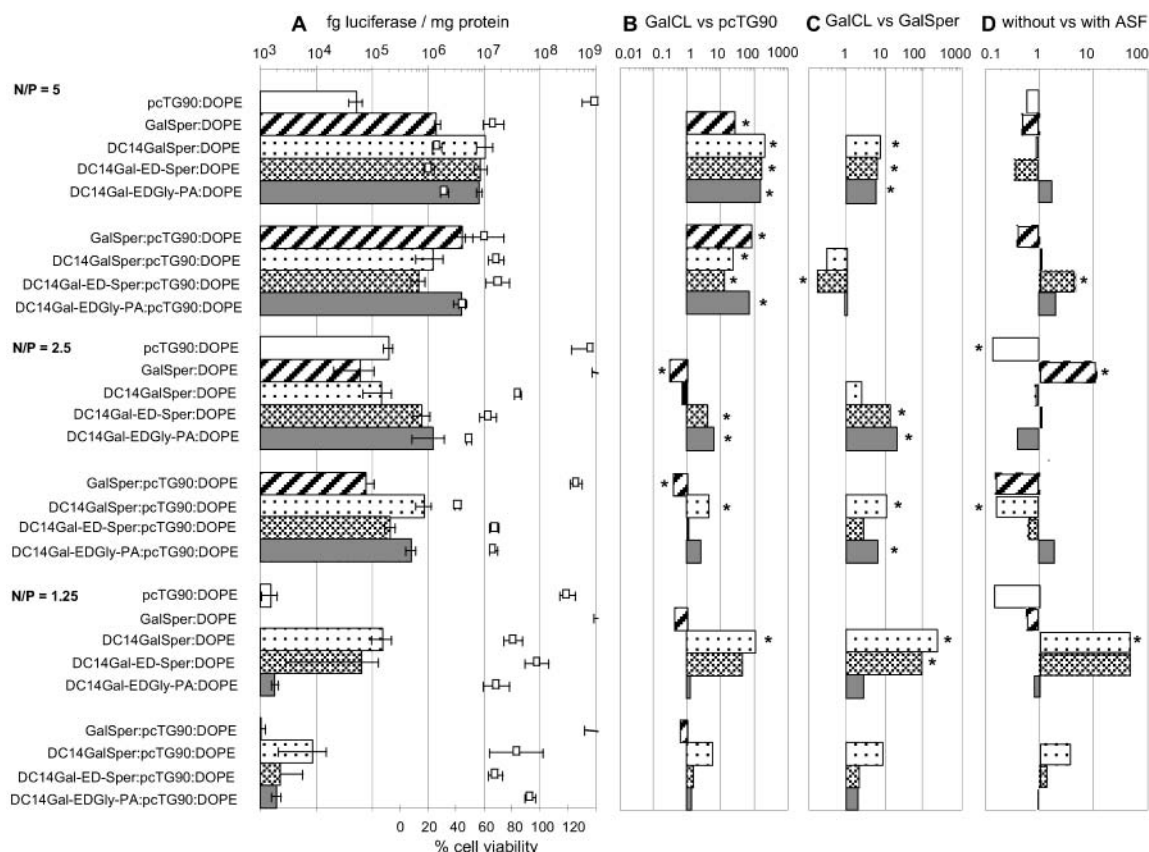 A fg luciferase / mg protein
B GalCL vs pcTG90
C GalCL vs GalSper
D without vs with ASF
10³ 10⁴ 10⁵ 10⁶ 10⁷ 10⁸ 10⁹
0.01 0.1 1 10 100 1000
1 10 100 1000
0.1 1 10 100
N/P = 5
pcTG90:DOPE
GalSper:DOPE *
DC14GalSper:DOPE * *
DC14Gal-ED-Sper:DOPE * *
DC14Gal-EDGly-PA:DOPE * *
GalSper:pcTG90:DOPE *
DC14GalSper:pcTG90:DOPE *
DC14Gal-ED-Sper:pcTG90:DOPE * * *
DC14Gal-EDGly-PA:pcTG90:DOPE *
N/P = 2.5
pcTG90:DOPE *
GalSper:DOPE * *
DC14GalSper:DOPE
DC14Gal-ED-Sper:DOPE * *
DC14Gal-EDGly-PA:DOPE * *
GalSper:pcTG90:DOPE *
DC14GalSper:pcTG90:DOPE * * *
DC14Gal-ED-Sper:pcTG90:DOPE
DC14Gal-EDGly-PA:pcTG90:DOPE *
N/P = 1.25
pcTG90:DOPE
GalSper:DOPE
DC14GalSper:DOPE * * *
DC14Gal-ED-Sper:DOPE *
DC14Gal-EDGly-PA:DOPE
GalSper:pcTG90:DOPE
DC14GalSper:pcTG90:DOPE
DC14Gal-ED-Sper:pcTG90:DOPE
DC14Gal-EDGly-PA:pcTG90:DOPE
0 20 40 60 80 100 120
% cell viability